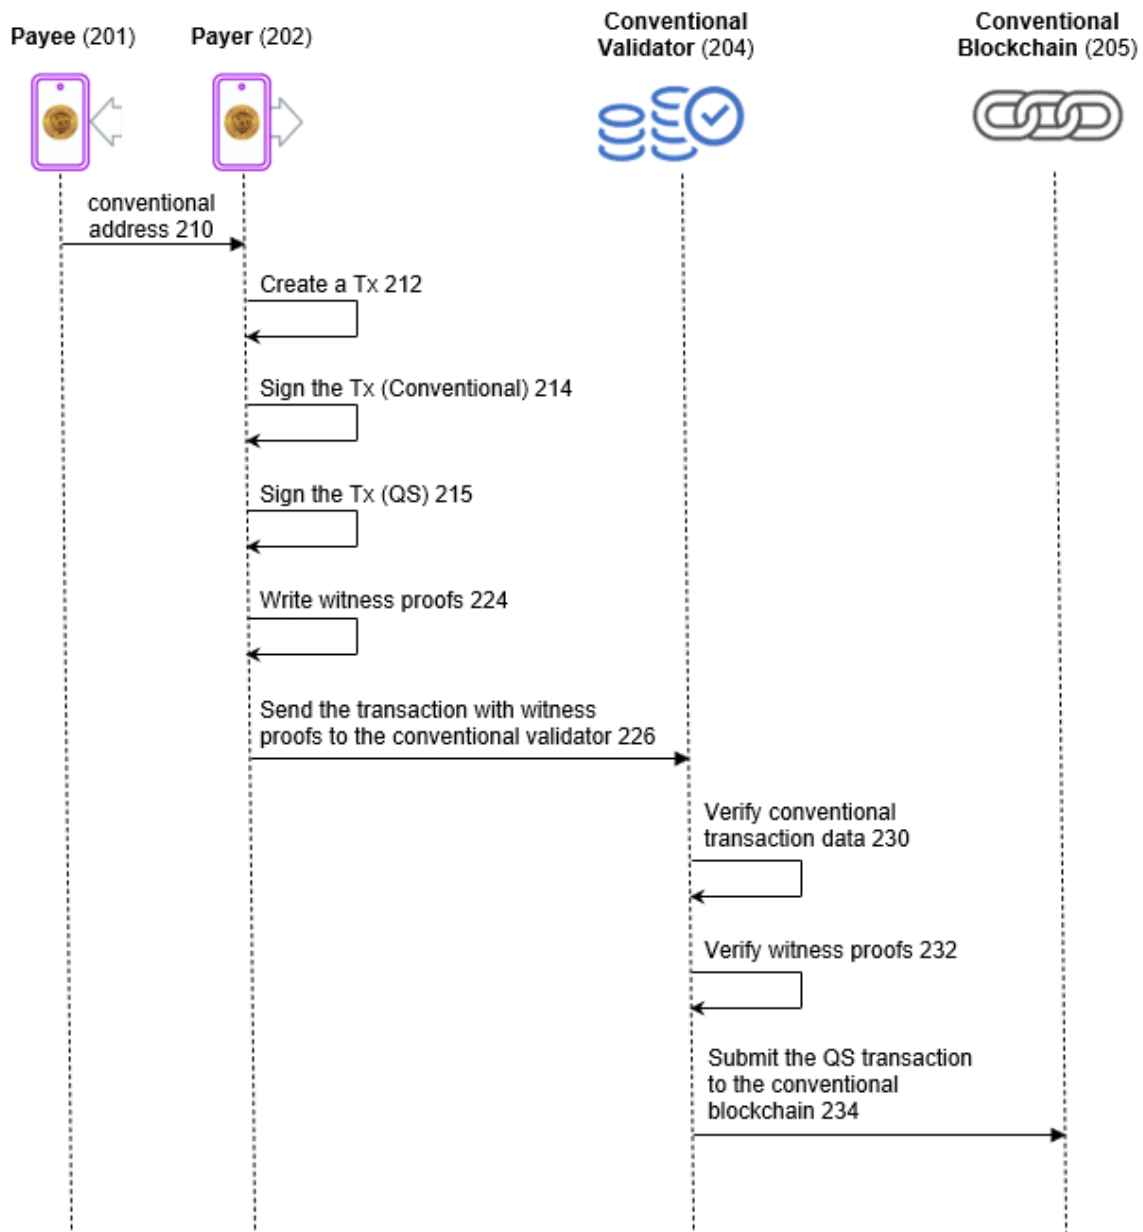 Payee (201)
Payer (202)
Conventional
Validator (204)
Conventional
Blockchain (205)
conventional
address 210
Create a Tx 212
Sign the Tx (Conventional) 214
Sign the Tx (QS) 215
Write witness proofs 224
Send the transaction with witness
proofs to the conventional validator 226
Verify conventional
transaction data 230
Verify witness proofs 232
Submit the QS transaction
to the conventional
blockchain 234